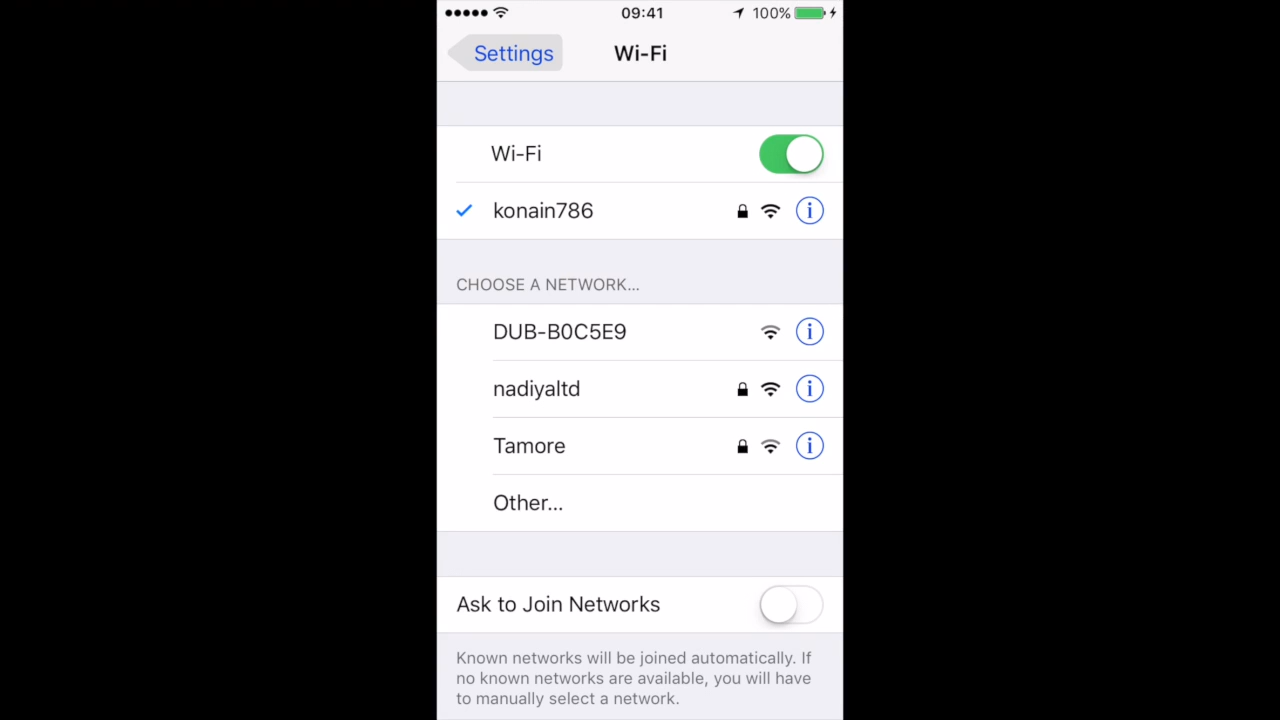 09:41 100%
Settings Wi-Fi
Wi-Fi
konain786
CHOOSE A NETWORK...
DUB-B0C5E9
nadiyaltd
Tamore
Other...
Ask to Join Networks
Known networks will be joined automatically. If
no known networks are available, you will have
to manually select a network.